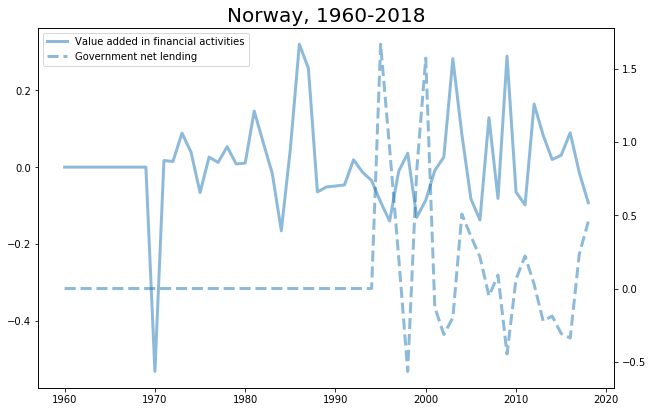 Norway, 1960-2018
Value added in financial activities
Government net lending
0.2
0.0
−0.2
−0.4
1.5
1.0
0.5
0.0
−0.5
1960 1970 1980 1990 2000 2010 2020